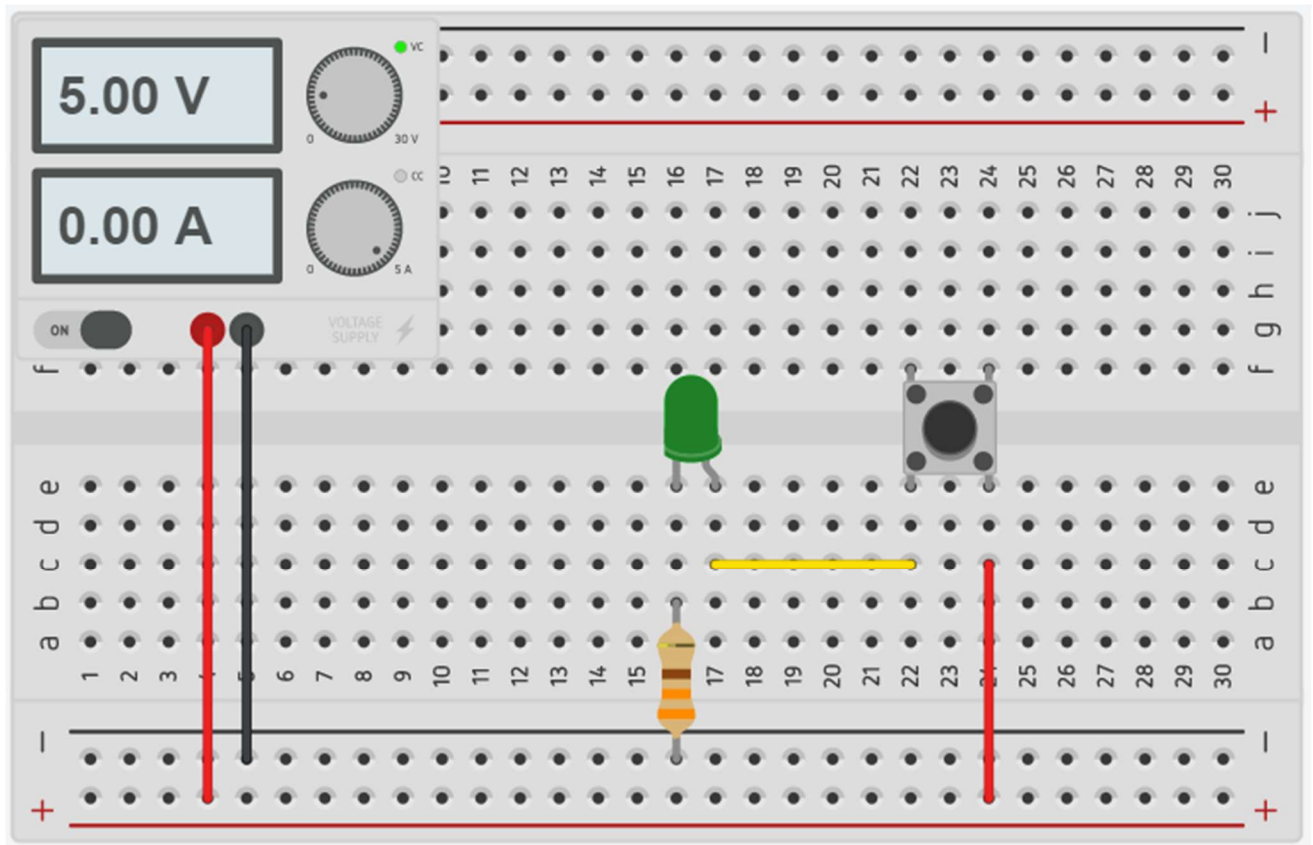 VC
5.00 V
0 30 V
CC
0.00 A
0 5 A
ON
VOLTAGE
SUPPLY
−
+
10 11 12 13 14 15 16 17 18 19 20 21 22 23 24 25 26 27 28 29 30
j
i
h
g
f f
e e
d d
c c
b b
a a
1 2 3 4 5 6 7 8 9 10 11 12 13 14 15 17 18 19 20 21 22 23 24 25 26 27 28 29 30
− −
+ +